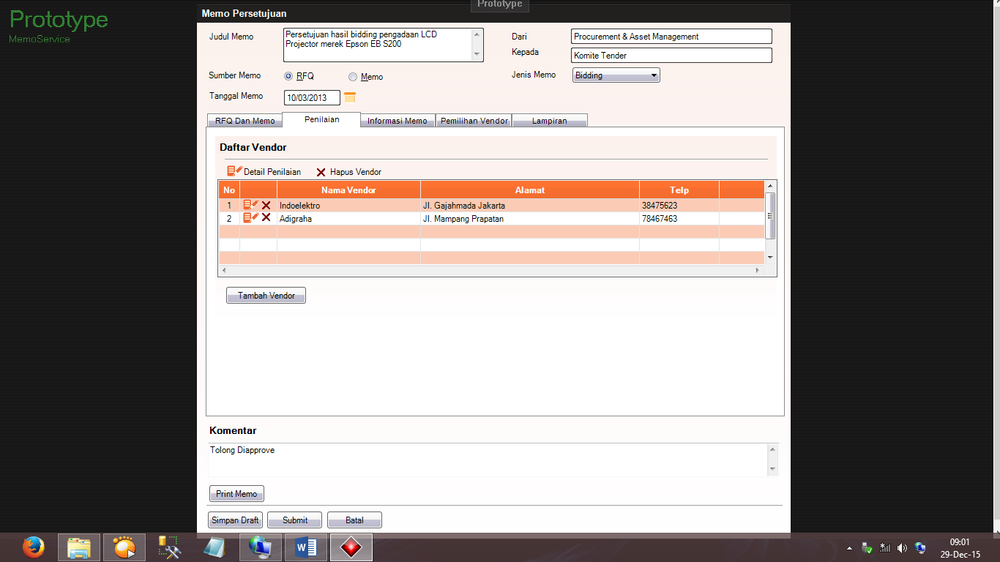 Prototype
Prototype
MemoService
Memo Persetujuan
Judul Memo
Persetujuan hasil bidding pengadaan LCD
Projector merek Epson EB S200
Dari
Procurement & Asset Management
Kepada
Komite Tender
Sumber Memo
RFQ
Memo
Jenis Memo
Bidding
Tanggal Memo
10/03/2013
RFQ Dan Memo
Penilaian
Informasi Memo
Pemilihan Vendor
Lampiran
Daftar Vendor
Detail Penilaian
Hapus Vendor
No Nama Vendor Alamat Telp
1 Indoelektro Jl. Gajahmada Jakarta 38475623
2 Adigraha Jl. Mampang Prapatan 78467463
Tambah Vendor
Komentar
Tolong Diapprove
Print Memo
Simpan Draft
Submit
Batal
09:01
29-Dec-15